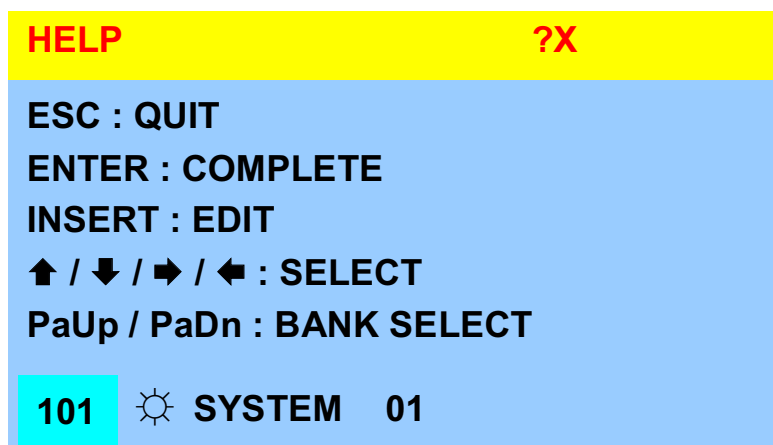 HELP ?X
ESC : QUIT
ENTER : COMPLETE
INSERT : EDIT
🡅 / 🡇 / 🡆 / 🡄 : SELECT
PaUp / PaDn : BANK SELECT
101 ☼ SYSTEM 01